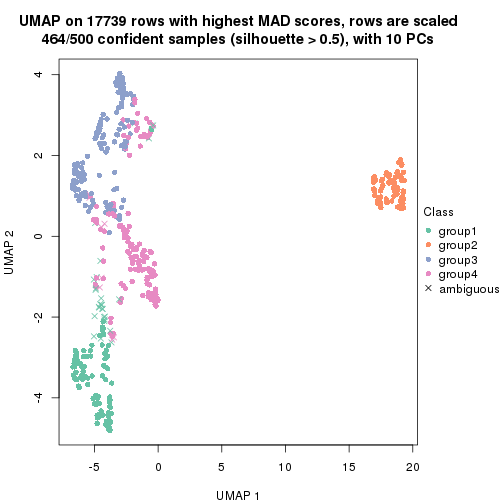 UMAP on 17739 rows with highest MAD scores, rows are scaled
464/500 confident samples (silhouette > 0.5), with 10 PCs
4
2
0
-2
-4
UMAP 2
-5
0
5
10
15
20
UMAP 1
Class
group1
group2
group3
group4
ambiguous